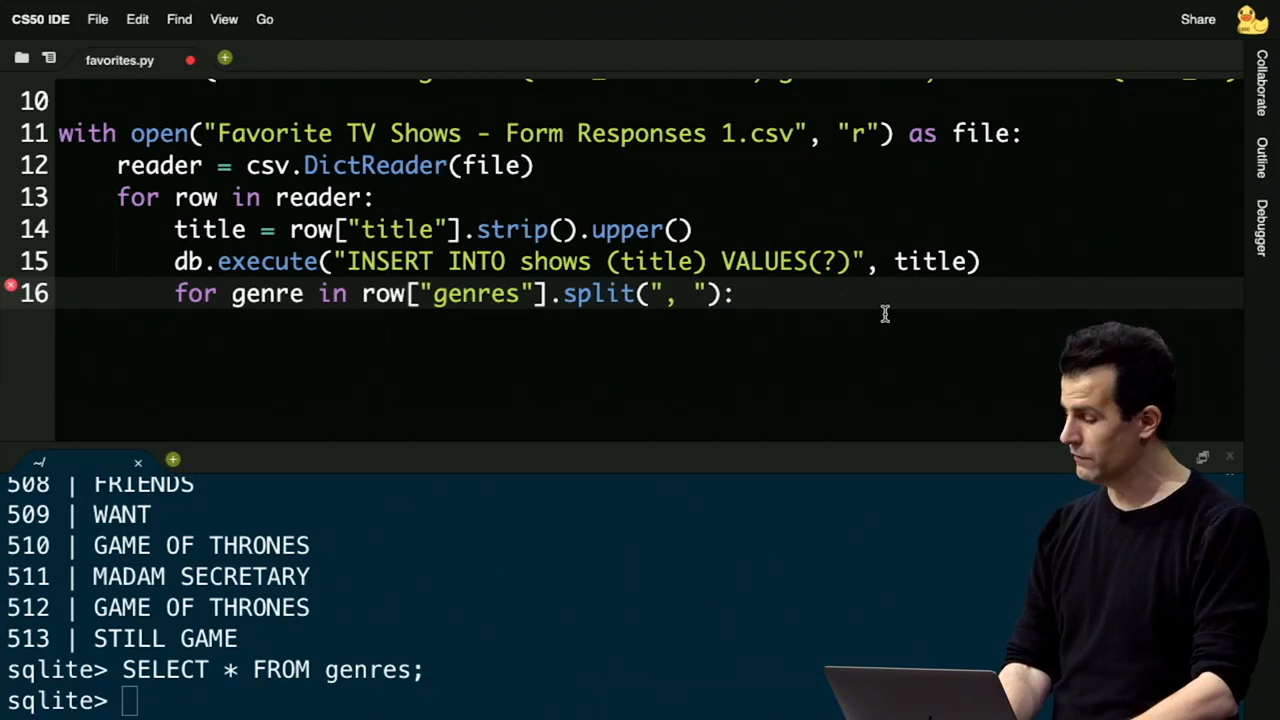 CS50 IDE File Edit Find View Go Share
favorites.py
10
11 with open("Favorite TV Shows - Form Responses 1.csv", "r") as file:
12 reader = csv.DictReader(file)
13 for row in reader:
14 title = row["title"].strip().upper()
15 db.execute("INSERT INTO shows (title) VALUES(?)", title)
16 for genre in row["genres"].split(", "):
Collaborate
Outline
Debugger
~/
508 | FRIENDS
509 | WANT
510 | GAME OF THRONES
511 | MADAM SECRETARY
512 | GAME OF THRONES
513 | STILL GAME
sqlite> SELECT * FROM genres;
sqlite>